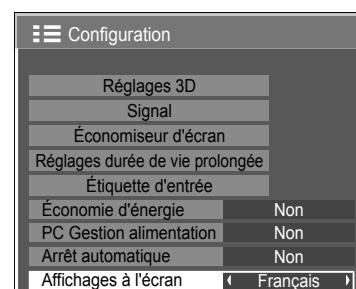 Configuration
Réglages 3D
Signal
Économiseur d'écran
Réglages durée de vie prolongée
Étiquette d'entrée
Économie d'énergie Non
PC Gestion alimentation Non
Arrêt automatique Non
Affichages à l'écran Français